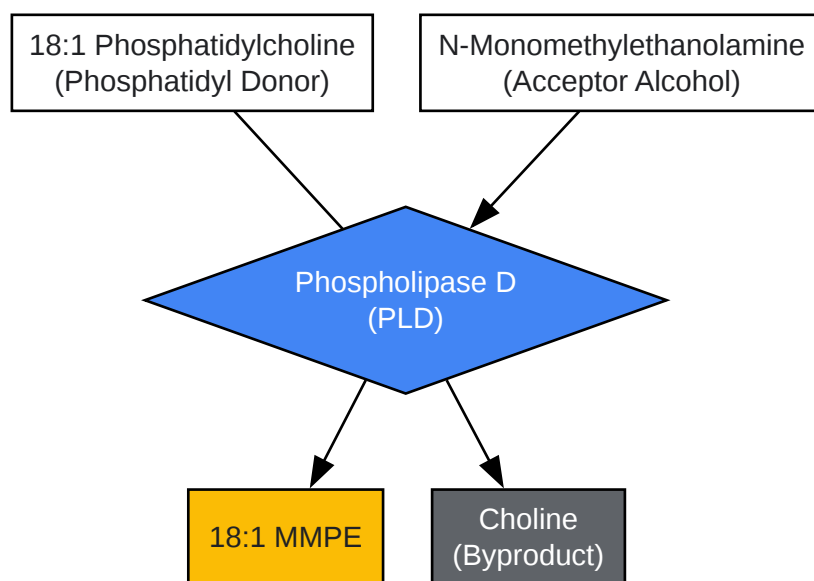 18:1 Phosphatidylcholine
(Phosphatidyl Donor)
N-Monomethylethanolamine
(Acceptor Alcohol)
Phospholipase D
(PLD)
18:1 MMPE
Choline
(Byproduct)